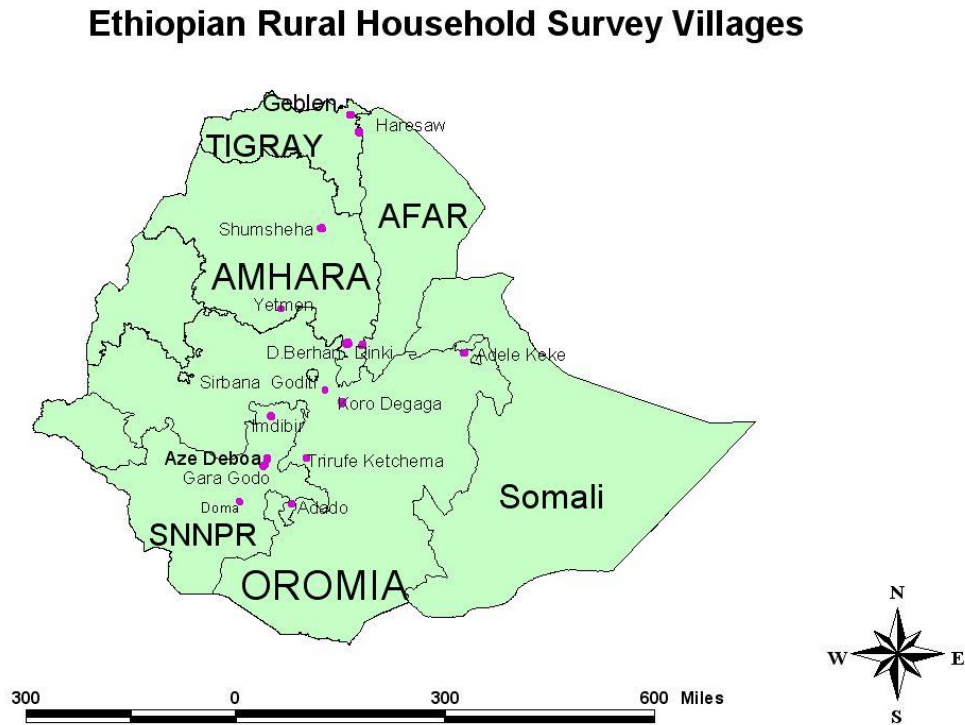 Ethiopian Rural Household Survey Villages
Geblen
Haresaw
TIGRAY
AFAR
Shumsheha
AMHARA
Yetmen
D.Berhan Dinki
Adele Keke
Sirbana Goditi
Koro Degaga
Imdibir
Aze Deboa
Trirufe Ketchema
Gara Godo
Somali
Doma
Adado
SNNPR
OROMIA
N
W E
S
300 0 300 600 Miles